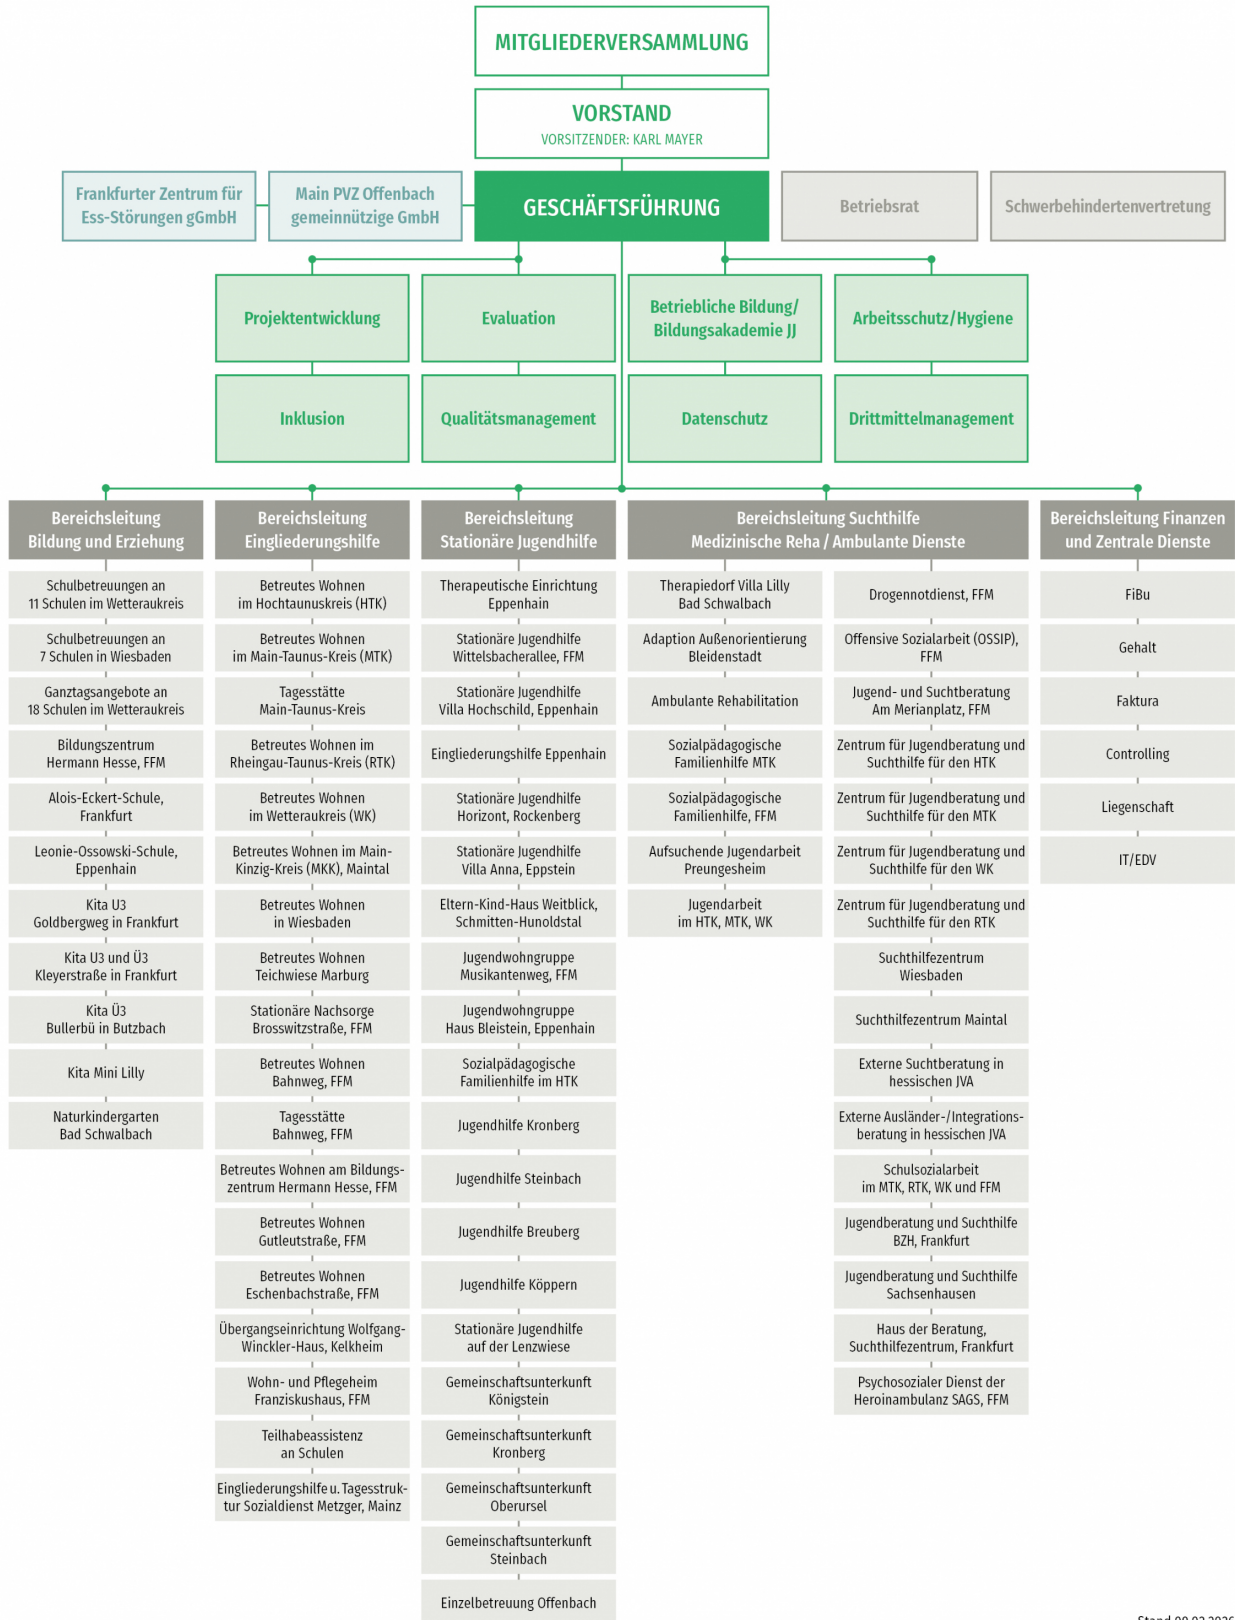 MITGLIEDERVERSAMMLUNG
VORSTAND
VORSITZENDER: KARL MAYER
Frankfurter Zentrum für
Ess-Störungen gGmbH
Main PVZ Offenbach
gemeinnützige GmbH
GESCHÄFTSFÜHRUNG
Betriebsrat
Schwerbehindertenvertretung
Projektentwicklung
Evaluation
Betriebliche Bildung/
Bildungsakademie JJ
Arbeitsschutz/Hygiene
Inklusion
Qualitätsmanagement
Datenschutz
Drittmittelmanagement
Bereichsleitung
Bildung und Erziehung
Schulbetreuungen an
11 Schulen im Wetteraukreis
Schulbetreuungen an
7 Schulen in Wiesbaden
Ganztagsangebote an
18 Schulen im Wetteraukreis
Bildungszentrum
Hermann Hesse, FFM
Alois-Eckert-Schule,
Frankfurt
Leonie-Ossowski-Schule,
Eppenhain
Kita U3
Goldbergweg in Frankfurt
Kita U3 und Ü3
Kleyerstraße in Frankfurt
Kita Ü3
Bullerbü in Butzbach
Kita Mini Lilly
Naturkindergarten
Bad Schwalbach
Bereichsleitung
Eingliederungshilfe
Betreutes Wohnen
im Hochtaunuskreis (HTK)
Betreutes Wohnen
im Main-Taunus-Kreis (MTK)
Tagesstätte
Main-Taunus-Kreis
Betreutes Wohnen im
Rheingau-Taunus-Kreis (RTK)
Betreutes Wohnen
im Wetteraukreis (WK)
Betreutes Wohnen im Main-
Kinzig-Kreis (MKK), Maintal
Betreutes Wohnen
in Wiesbaden
Betreutes Wohnen
Teichwiese Marburg
Stationäre Nachsorge
Brosswitzstraße, FFM
Betreutes Wohnen
Bahnweg, FFM
Tagesstätte
Bahnweg, FFM
Betreutes Wohnen am Bildungs-
zentrum Hermann Hesse, FFM
Betreutes Wohnen
Gutleutstraße, FFM
Betreutes Wohnen
Eschenbachstraße, FFM
Übergangseinrichtung Wolfgang-
Winckler-Haus, Kelkheim
Wohn- und Pflegeheim
Franziskushaus, FFM
Teilhabeassistenz
an Schulen
Eingliederungshilfe u. Tagesstruk-
tur Sozialdienst Metzger, Mainz
Bereichsleitung
Stationäre Jugendhilfe
Therapeutische Einrichtung
Eppenhain
Stationäre Jugendhilfe
Wittelsbacherallee, FFM
Stationäre Jugendhilfe
Villa Hochschild, Eppenhain
Eingliederungshilfe Eppenhain
Stationäre Jugendhilfe
Horizont, Rockenberg
Stationäre Jugendhilfe
Villa Anna, Eppstein
Eltern-Kind-Haus Weitblick,
Schmitten-Hunoldstal
Jugendwohngruppe
Musikantenweg, FFM
Jugendwohngruppe
Haus Bleistein, Eppenhain
Sozialpädagogische
Familienhilfe im HTK
Jugendhilfe Kronberg
Jugendhilfe Steinbach
Jugendhilfe Breuberg
Jugendhilfe Köppern
Stationäre Jugendhilfe
auf der Lenzwiese
Gemeinschaftsunterkunft
Königstein
Gemeinschaftsunterkunft
Kronberg
Gemeinschaftsunterkunft
Oberursel
Gemeinschaftsunterkunft
Steinbach
Einzelbetreuung Offenbach
Bereichsleitung Suchthilfe
Medizinische Reha / Ambulante Dienste
Therapiedorf Villa Lilly
Bad Schwalbach
Adaption Außenorientierung
Bleidenstadt
Ambulante Rehabilitation
Sozialpädagogische
Familienhilfe MTK
Sozialpädagogische
Familienhilfe, FFM
Aufsuchende Jugendarbeit
Preungesheim
Jugendarbeit
im HTK, MTK, WK
Drogennotdienst, FFM
Offensive Sozialarbeit (OSSIP),
FFM
Jugend- und Suchtberatung
Am Merianplatz, FFM
Zentrum für Jugendberatung und
Suchthilfe für den HTK
Zentrum für Jugendberatung und
Suchthilfe für den MTK
Zentrum für Jugendberatung und
Suchthilfe für den WK
Zentrum für Jugendberatung und
Suchthilfe für den RTK
Suchthilfezentrum
Wiesbaden
Suchthilfezentrum Maintal
Externe Suchtberatung in
hessischen JVA
Externe Ausländer-/Integrations-
beratung in hessischen JVA
Schulsozialarbeit
im MTK, RTK, WK und FFM
Jugendberatung und Suchthilfe
BZH, Frankfurt
Jugendberatung und Suchthilfe
Sachsenhausen
Haus der Beratung,
Suchthilfezentrum, Frankfurt
Psychosozialer Dienst der
Heroinambulanz SAGS, FFM
Bereichsleitung Finanzen
und Zentrale Dienste
FiBu
Gehalt
Faktura
Controlling
Liegenschaft
IT/EDV